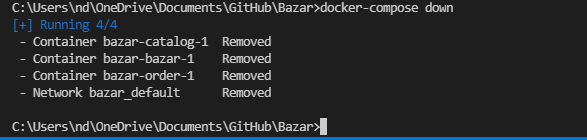 C:\Users\nd\OneDrive\Documents\GitHub\Bazar>docker-compose down
[+] Running 4/4
- Container bazar-catalog-1 Removed
- Container bazar-bazar-1 Removed
- Container bazar-order-1 Removed
- Network bazar_default Removed
C:\Users\nd\OneDrive\Documents\GitHub\Bazar>